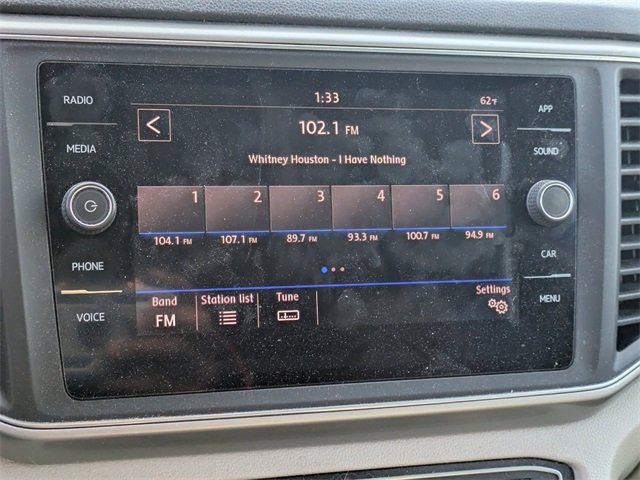 RADIO
MEDIA
PHONE
VOICE
1:33
62°F
102.1 FM
Whitney Houston - I Have Nothing
1 2 3 4 5 6
104.1 FM 107.1 FM 89.7 FM 93.3 FM 100.7 FM 94.9 FM
Band Station list Tune Settings
FM
APP
SOUND
CAR
MENU